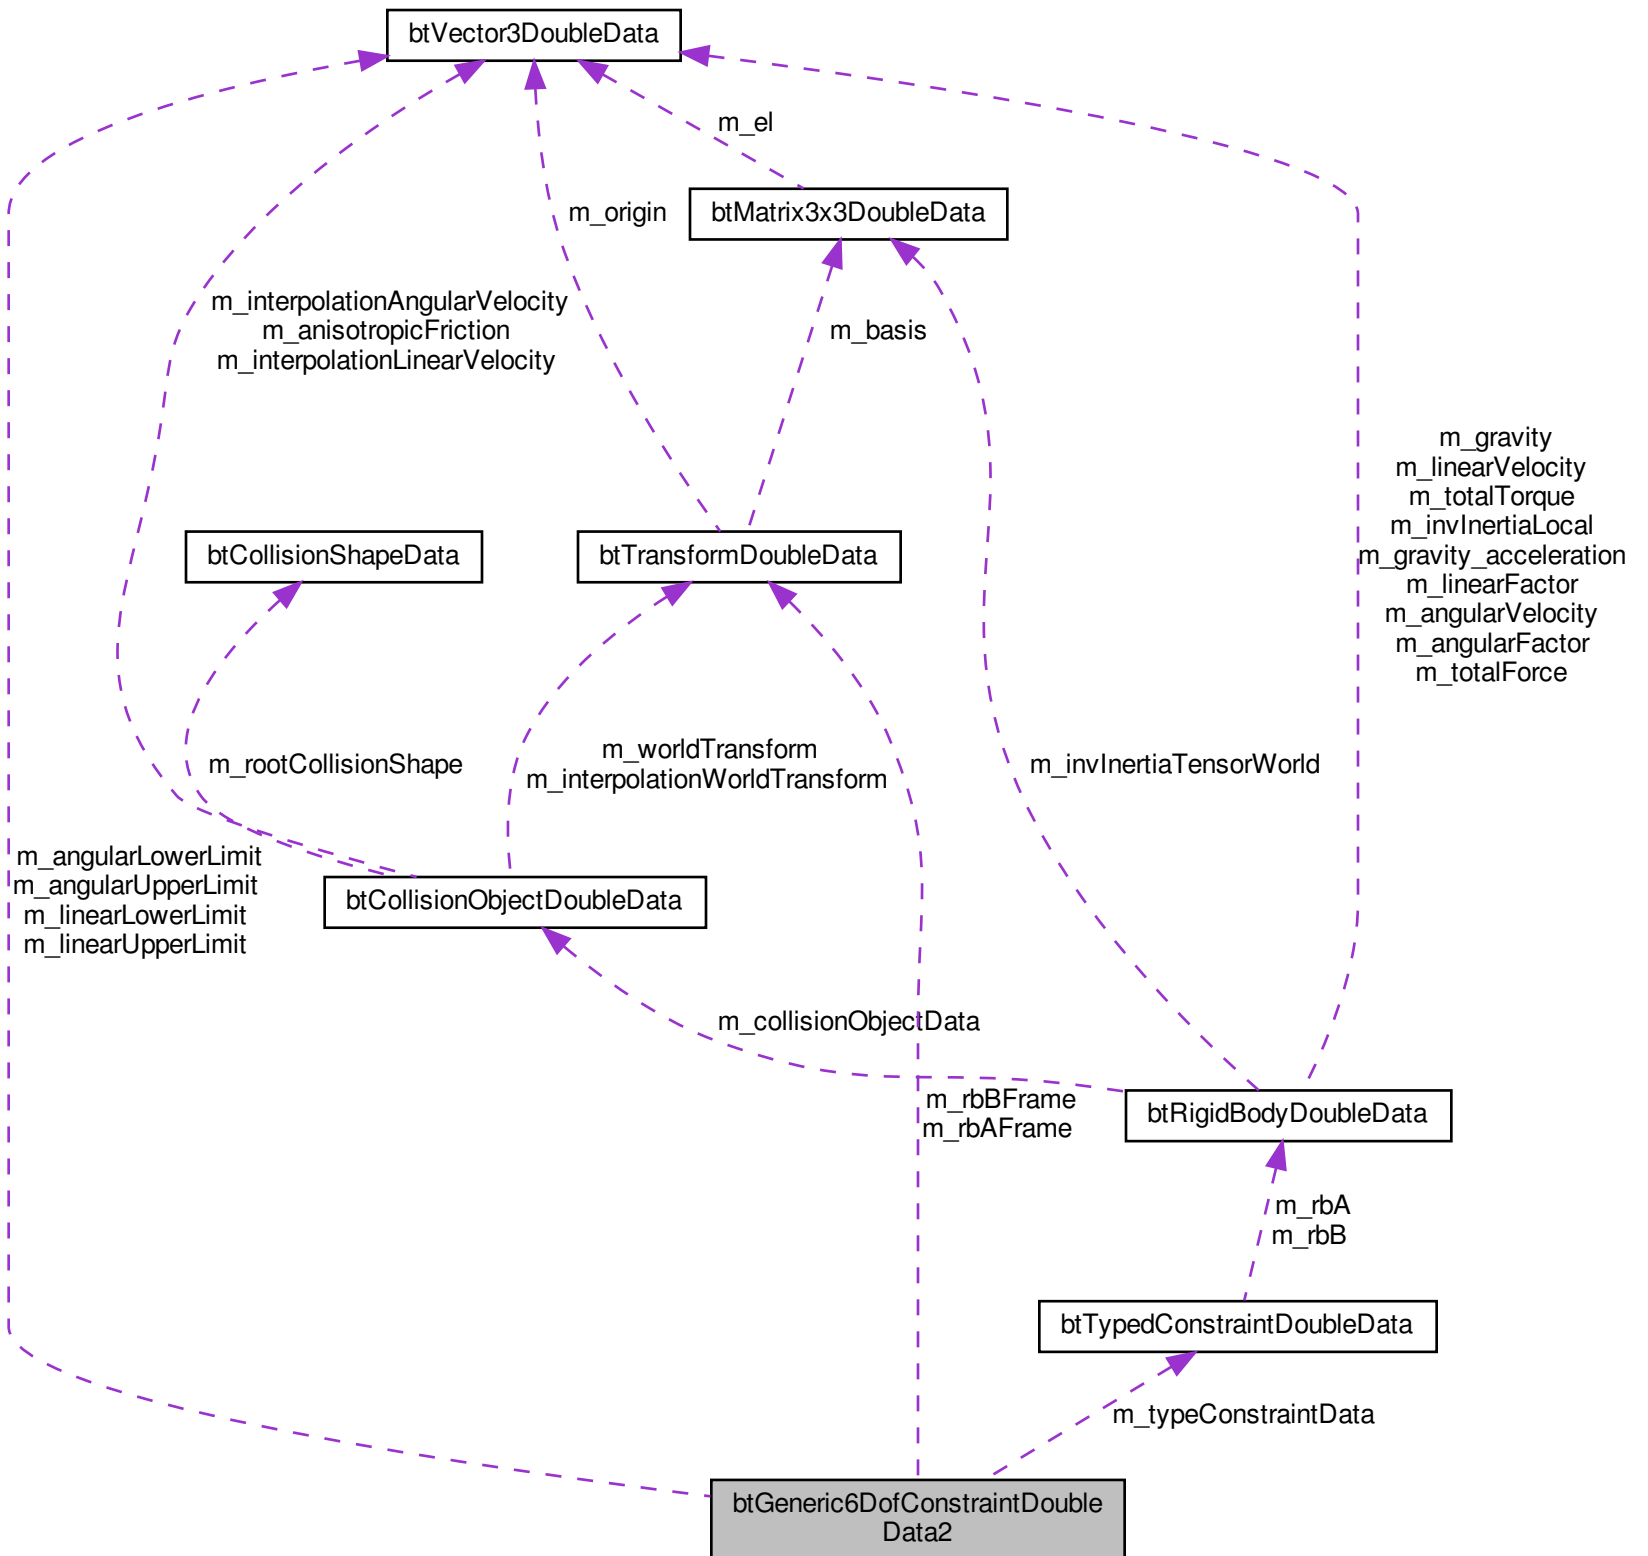 btVector3DoubleData
m_el
btMatrix3x3DoubleData
m_origin
m_interpolationAngularVelocity
m_anisotropicFriction
m_interpolationLinearVelocity
m_basis
m_gravity
m_linearVelocity
m_totalTorque
m_invInertiaLocal
m_gravity_acceleration
m_linearFactor
m_angularVelocity
m_angularFactor
m_totalForce
btCollisionShapeData
btTransformDoubleData
m_rootCollisionShape
m_worldTransform
m_interpolationWorldTransform
m_invInertiaTensorWorld
m_angularLowerLimit
m_angularUpperLimit
m_linearLowerLimit
m_linearUpperLimit
btCollisionObjectDoubleData
m_collisionObjectData
m_rbBFrame
m_rbAFrame
btRigidBodyDoubleData
m_rbA
m_rbB
btTypedConstraintDoubleData
m_typeConstraintData
btGeneric6DofConstraintDouble
Data2